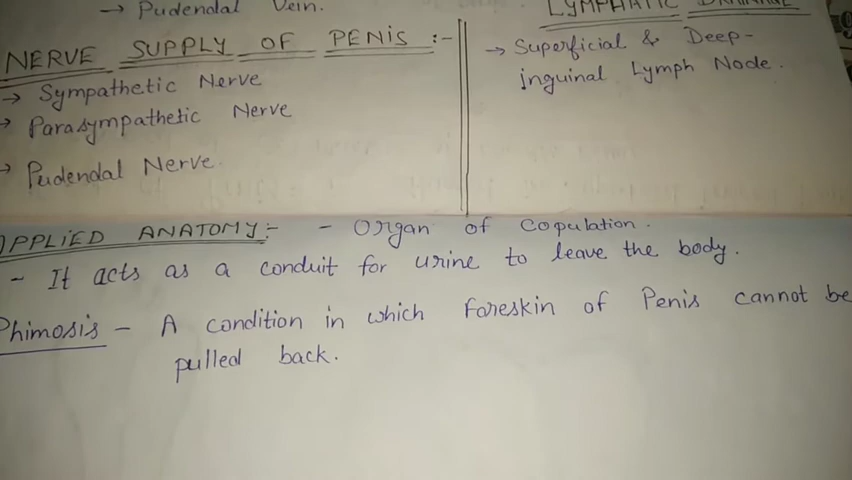 → Pudendal Vein.
NERVE SUPPLY OF PENIS :-
→ Sympathetic Nerve
→ Parasympathetic Nerve
→ Pudendal Nerve.
LYMPHATIC DRAINAGE
→ Superficial & Deep-
inguinal Lymph Node.
APPLIED ANATOMY:- - Organ of copulation.
- It acts as a conduit for urine to leave the body.
Phimosis - A condition in which Foreskin of Penis cannot be
pulled back.